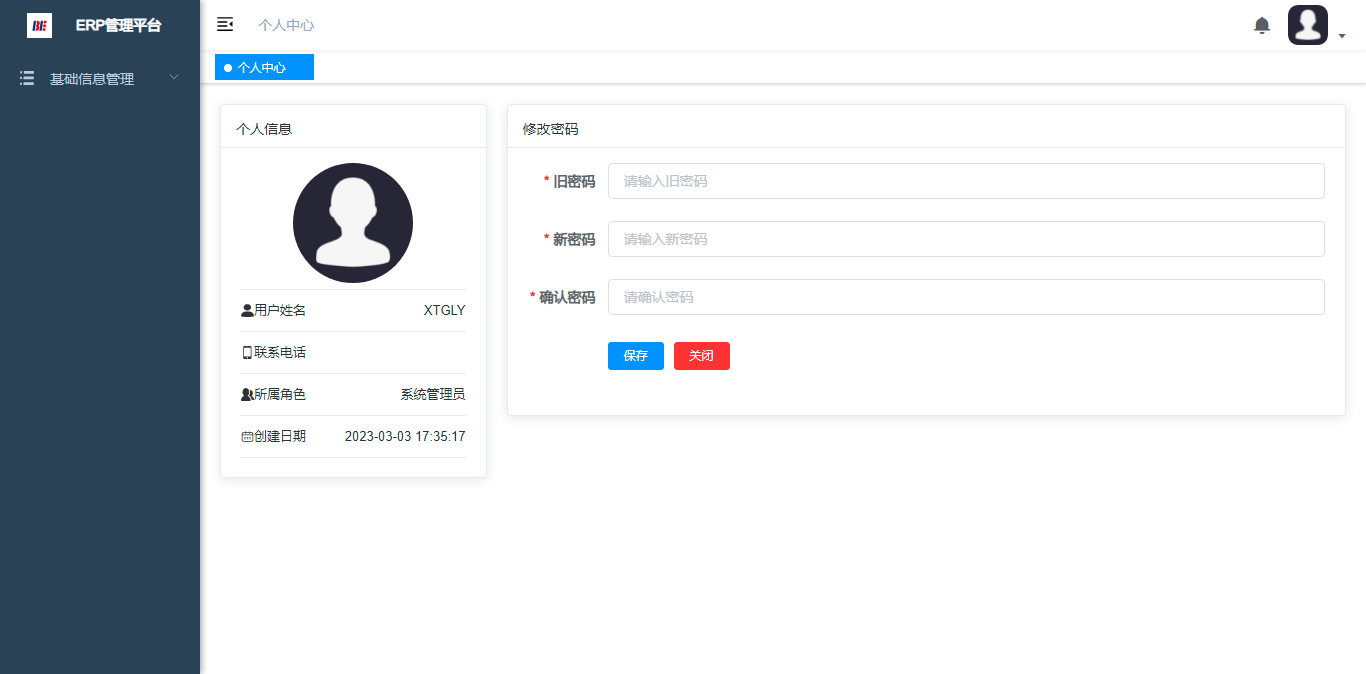 ERP管理平台
个人中心
基础信息管理
个人中心
个人信息
用户姓名 XTGLY
联系电话
所属角色 系统管理员
创建日期 2023-03-03 17:35:17
修改密码
* 旧密码 请输入旧密码
* 新密码 请输入新密码
* 确认密码 请确认密码
保存 关闭